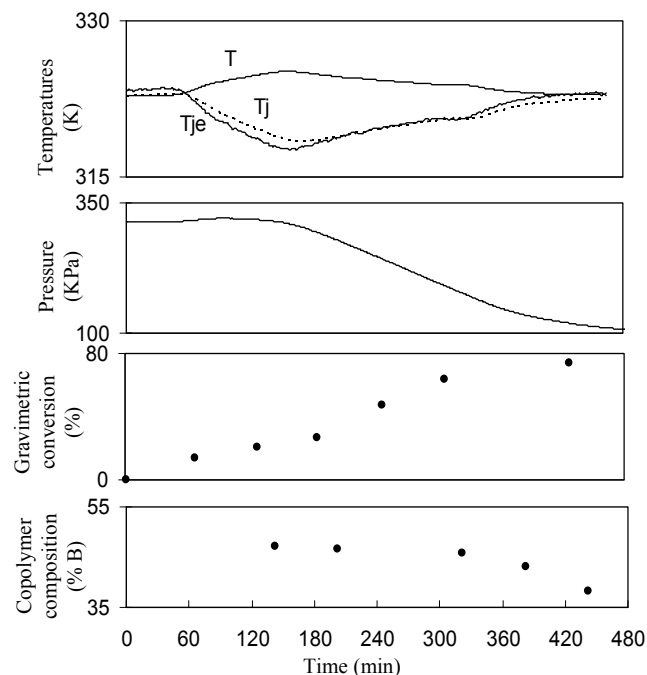 330
T
Temperatures
(K)
Tj
Tje
315
350
Pressure
(KPa)
100
80
Gravimetric
conversion
(%)
0
55
Copolymer
composition
(% B)
35
0 60 120 180 240 300 360 420 480
Time (min)